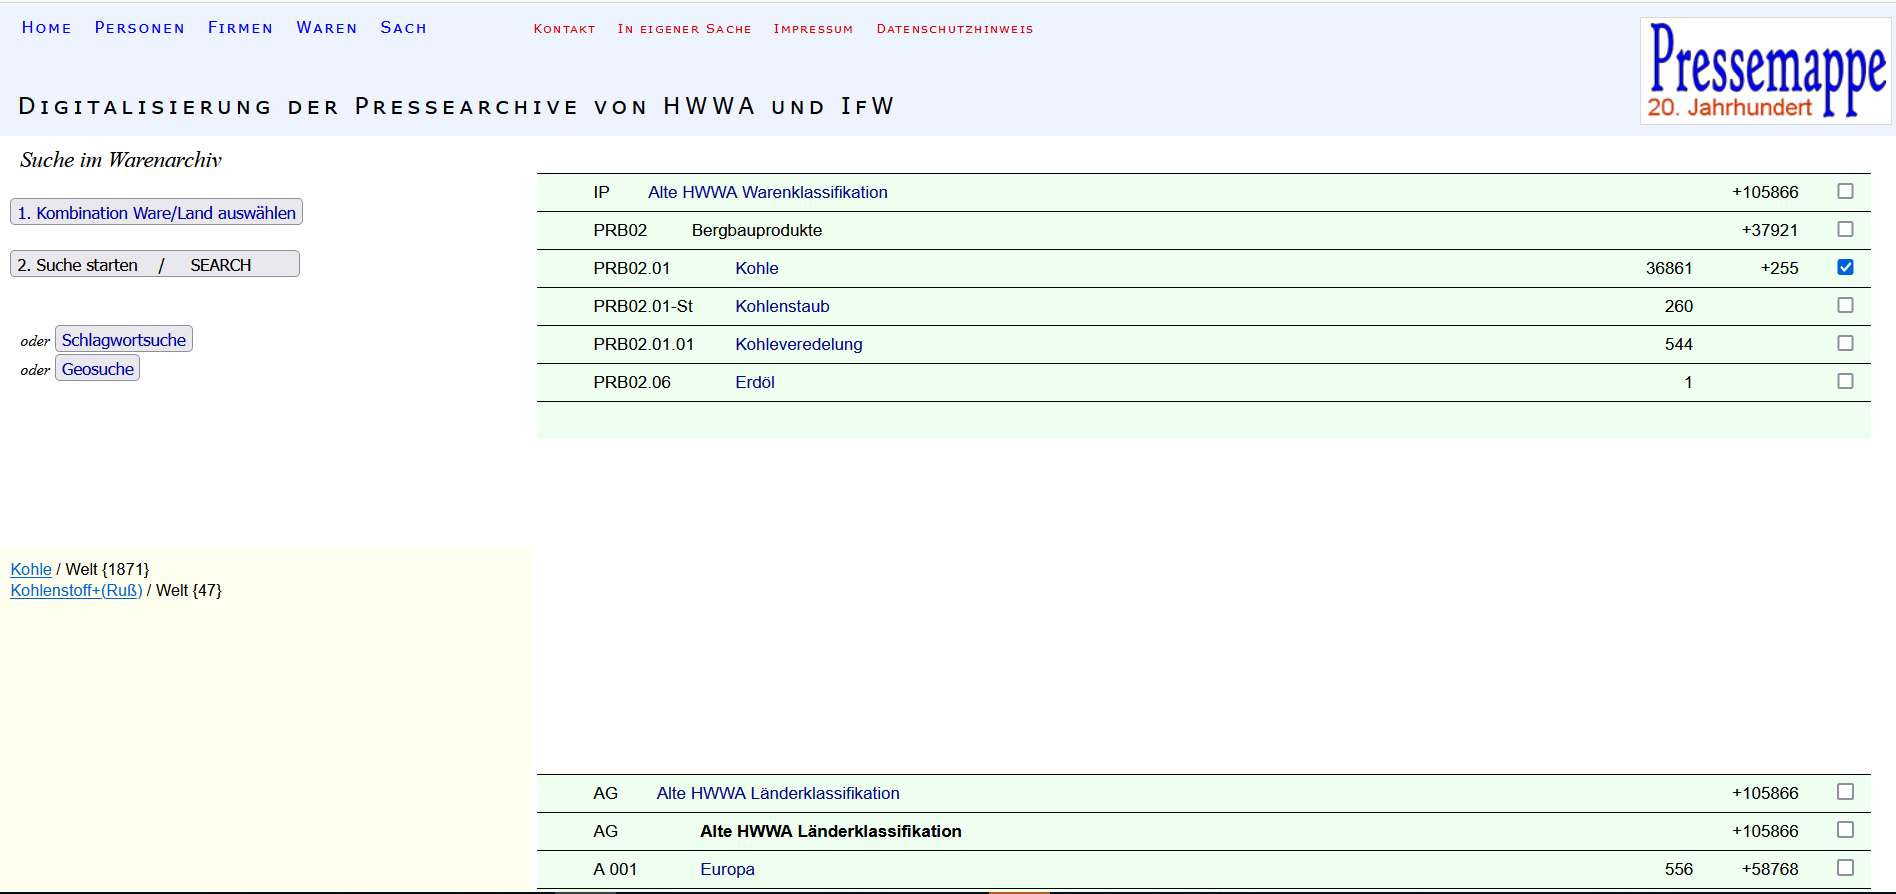 Home Personen Firmen Waren Sach Kontakt In eigener Sache Impressum Datenschutzhinweis
Pressemappe
20. Jahrhundert
Digitalisierung der Pressearchive von HWWA und IfW
Suche im Warenarchiv
1. Kombination Ware/Land auswählen
2. Suche starten / SEARCH
oder Schlagwortsuche
oder Geosuche
IP Alte HWWA Warenklassifikation +105866
PRB02 Bergbauprodukte +37921
PRB02.01 Kohle 36861 +255
PRB02.01-St Kohlenstaub 260
PRB02.01.01 Kohleveredelung 544
PRB02.06 Erdöl 1
Kohle / Welt {1871}
Kohlenstoff+(Ruß) / Welt {47}
AG Alte HWWA Länderklassifikation +105866
AG Alte HWWA Länderklassifikation +105866
A 001 Europa 556 +58768